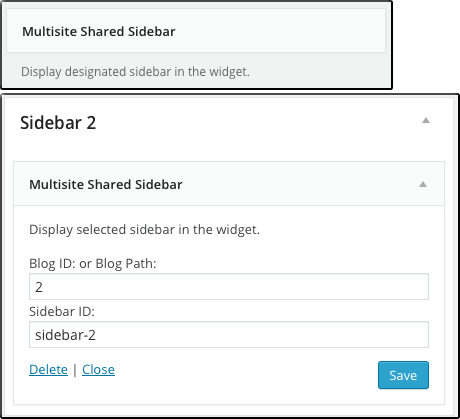 Multisite Shared Sidebar
Display designated sidebar in the widget.
Sidebar 2
Multisite Shared Sidebar
Display selected sidebar in the widget.
Blog ID: or Blog Path:
2
Sidebar ID:
sidebar-2
Delete | Close
Save